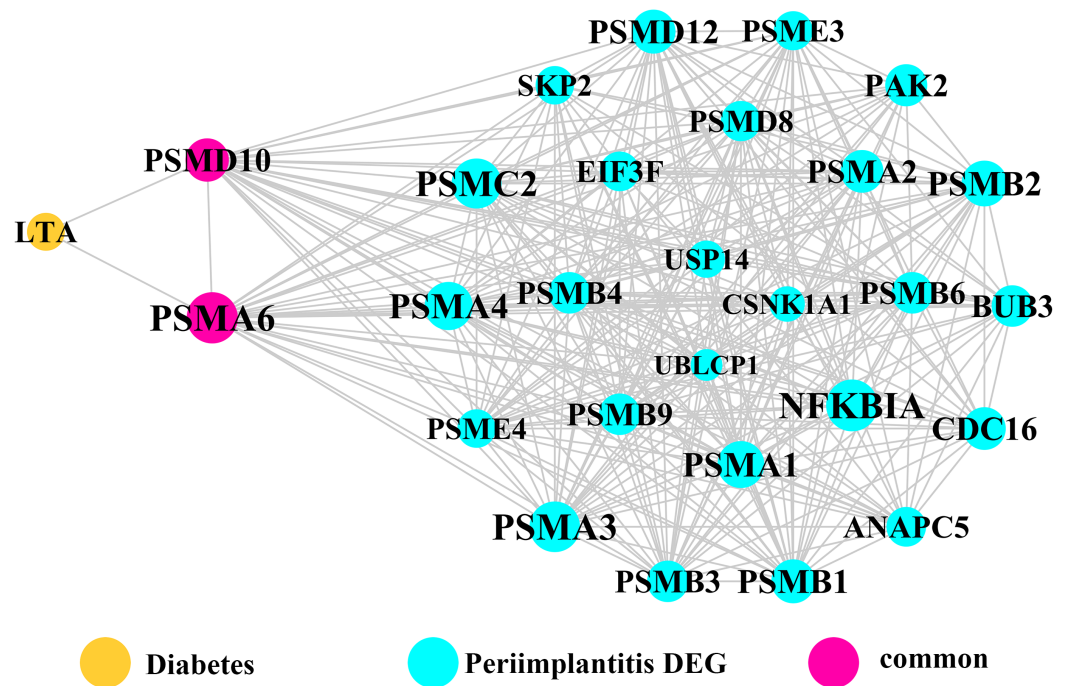 PSMD12
PSME3
SKP2
PAK2
PSMD8
PSMD10
EIF3F
PSMA2
PSMC2
PSMB2
LTA
USP14
PSMB4
PSMB6
CSNK1A1
PSMA4
BUB3
PSMA6
UBLCP1
NFKBIA
PSMB9
PSME4
CDC16
PSMA1
PSMA3
ANAPC5
PSMB3
PSMB1
Diabetes
Periimplantitis DEG
common